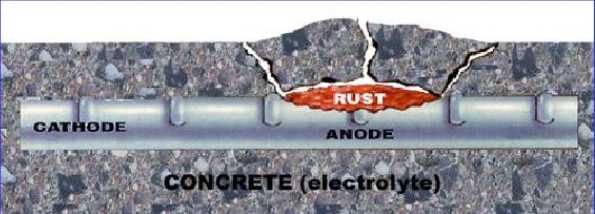 RUST
CATHODE
ANODE
CONCRETE (electrolyte)